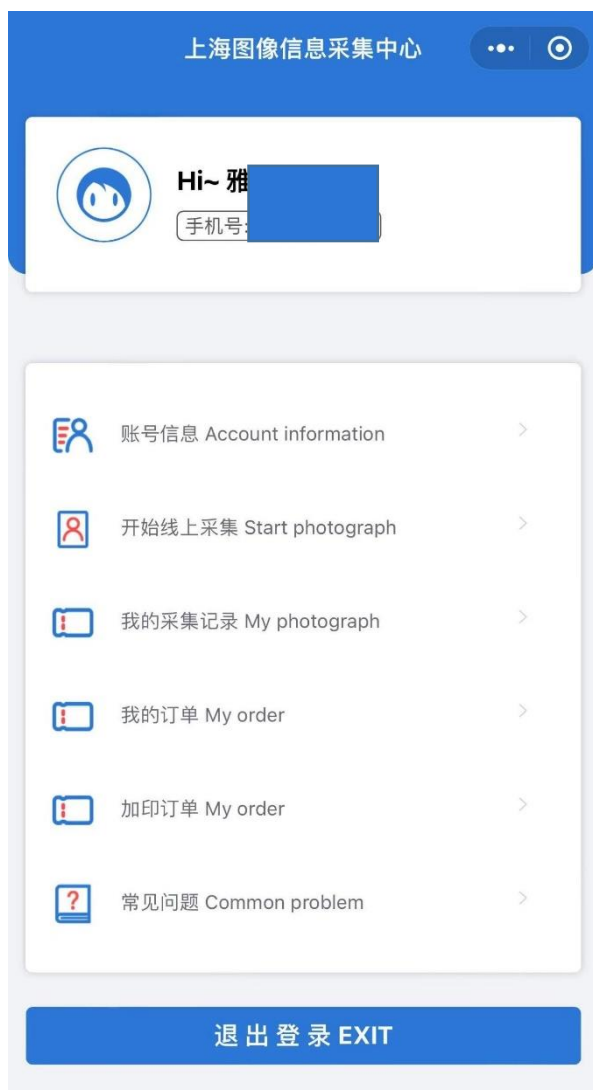 上海图像信息采集中心
Hi~ 雅
手机号:
账号信息 Account information
开始线上采集 Start photograph
我的采集记录 My photograph
我的订单 My order
加印订单 My order
常见问题 Common problem
退出登录 EXIT